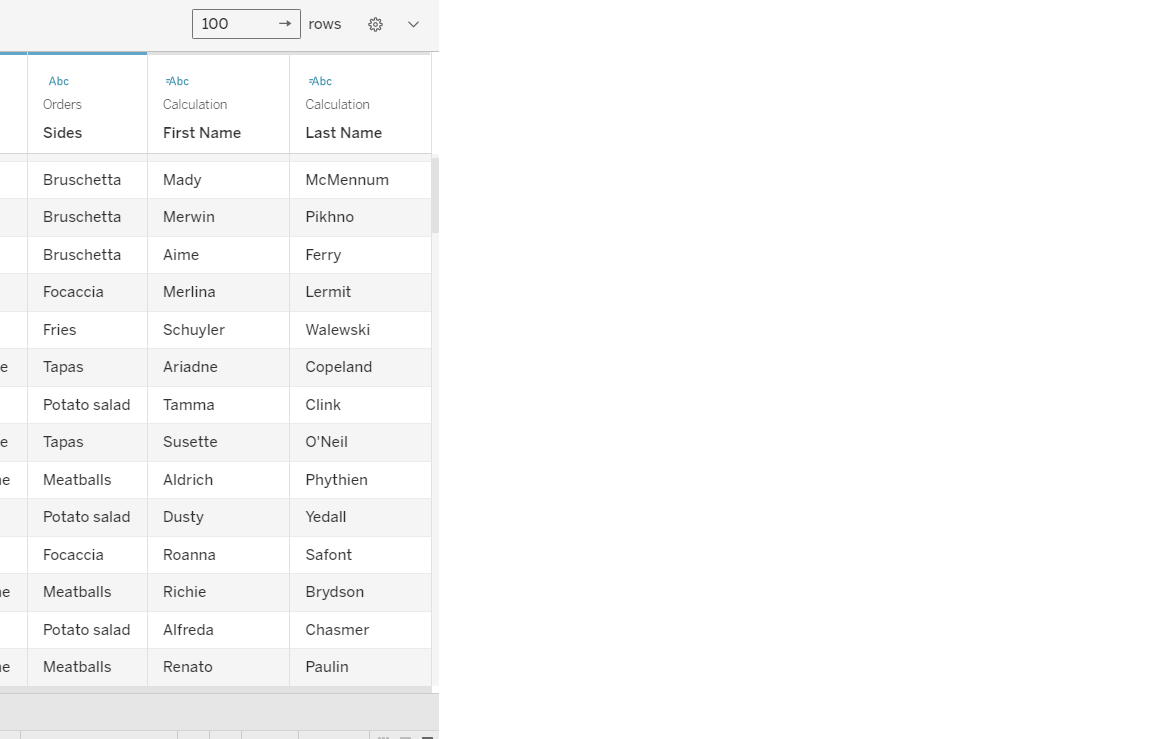 100 → rows
Abc =Abc =Abc
Orders Calculation Calculation
Sides First Name Last Name
Bruschetta Mady McMennum
Bruschetta Merwin Pikhno
Bruschetta Aime Ferry
Focaccia Merlina Lermit
Fries Schuyler Walewski
e Tapas Ariadne Copeland
Potato salad Tamma Clink
e Tapas Susette O'Neil
ne Meatballs Aldrich Phythien
Potato salad Dusty Yedall
Focaccia Roanna Safont
ne Meatballs Richie Brydson
Potato salad Alfreda Chasmer
ne Meatballs Renato Paulin